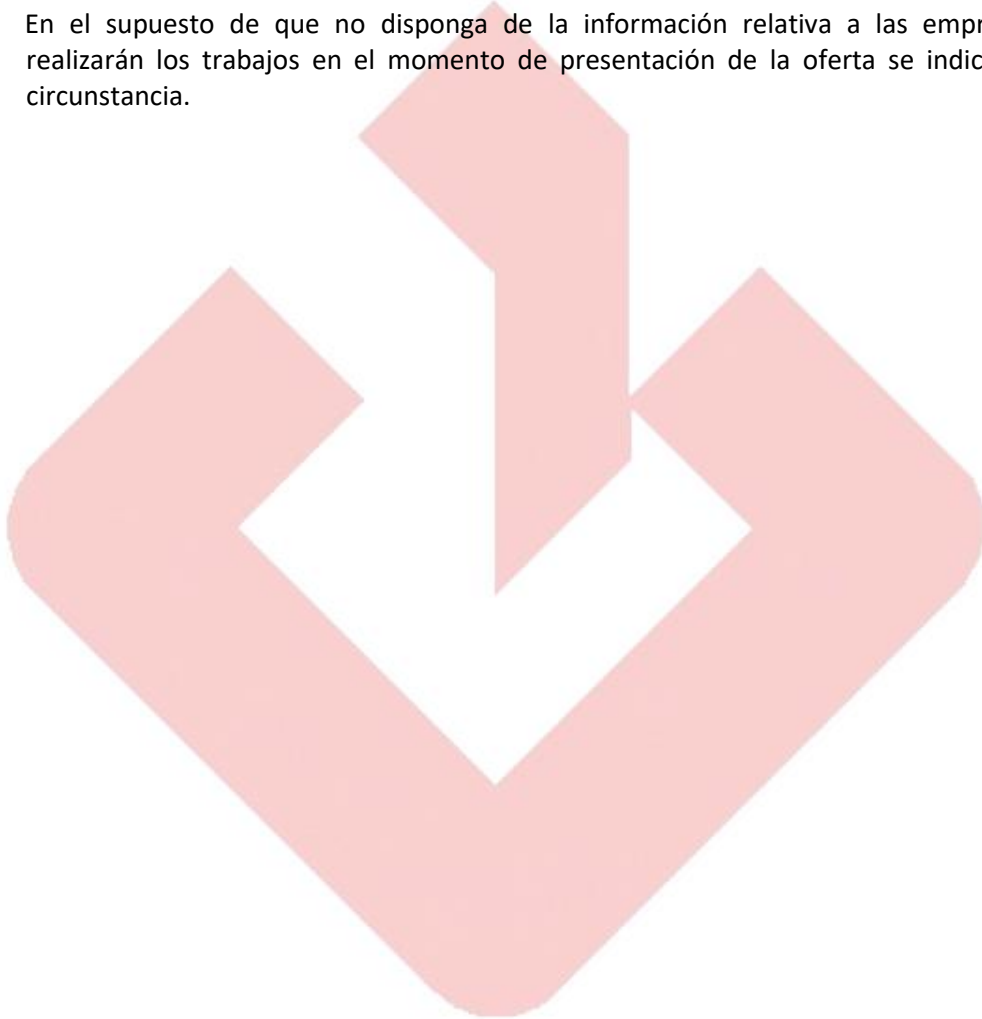 En el supuesto de que no disponga de la información relativa a las
realizarán los trabajos en el momento de presentación de la oferta se
circunstancia.